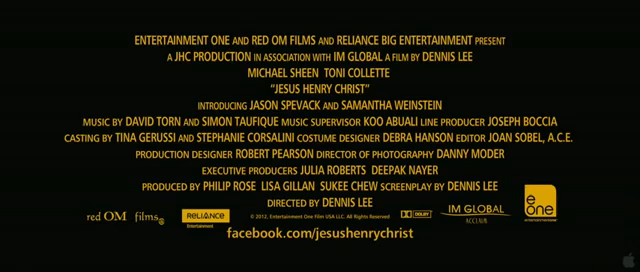 ENTERTAINMENT ONE AND RED OM FILMS AND RELIANCE BIG ENTERTAINMENT PRESENT
A JHC PRODUCTION IN ASSOCIATION WITH IM GLOBAL A FILM BY DENNIS LEE
MICHAEL SHEEN TONI COLLETTE
"JESUS HENRY CHRIST"
INTRODUCING JASON SPEVACK AND SAMANTHA WEINSTEIN
MUSIC BY DAVID TORN AND SIMON TAUFIQUE MUSIC SUPERVISOR KOO ABUALI LINE PRODUCER JOSEPH BOCCIA
CASTING BY TINA GERUSSI AND STEPHANIE CORSALINI COSTUME DESIGNER DEBRA HANSON EDITOR JOAN SOBEL, A.C.E.
PRODUCTION DESIGNER ROBERT PEARSON DIRECTOR OF PHOTOGRAPHY DANNY MODER
EXECUTIVE PRODUCERS JULIA ROBERTS DEEPAK NAYER
PRODUCED BY PHILIP ROSE LISA GILLAN SUKEE CHEW SCREENPLAY BY DENNIS LEE
DIRECTED BY DENNIS LEE
red OM films
RELIANCE
Entertainment
© 2012, Entertainment One Film USA LLC. All Rights Reserved
DOLBY
IM GLOBAL
ACCLAIM
e one
facebook.com/jesushenrychrist